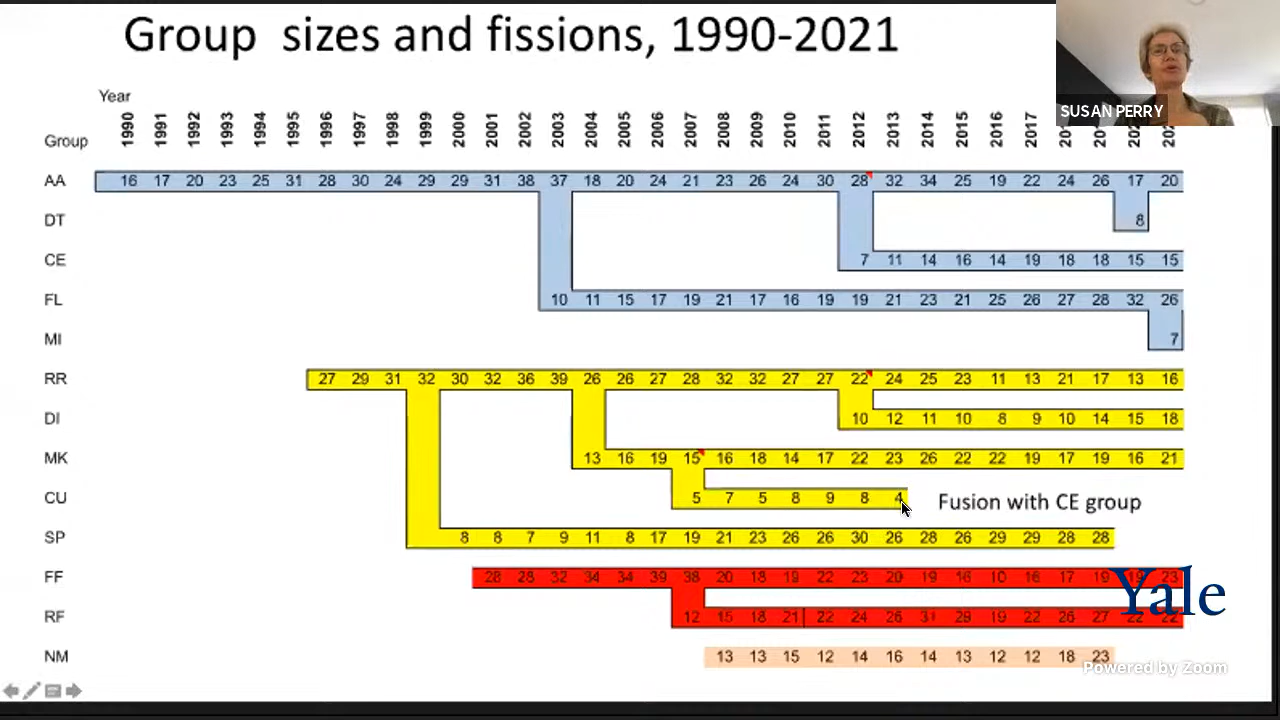 Group sizes and fissions, 1990-2021
SUSAN PERRY
Year
Group 1990 1991 1992 1993 1994 1995 1996 1997 1998 1999 2000 2001 2002 2003 2004 2005 2006 2007 2008 2009 2010 2011 2012 2013 2014 2015 2016 2017
AA 16 17 20 23 25 31 28 30 24 29 29 31 38 37 18 20 24 21 23 26 24 30 28 32 34 25 19 22 24 26 17 20
DT 8
CE 7 11 14 16 14 19 18 18 15 15
FL 10 11 15 17 19 21 17 16 19 19 21 23 21 25 26 27 28 32 26
MI 7
RR 27 29 31 32 30 32 36 39 26 26 27 28 32 32 27 27 22 24 25 23 11 13 21 17 13 16
DI 10 12 11 10 8 9 10 14 15 18
MK 13 16 19 15 16 18 14 17 22 23 26 22 22 19 17 19 16 21
CU 5 7 5 8 9 8 4 Fusion with CE group
SP 8 8 7 9 11 8 17 19 21 23 26 26 30 26 28 26 29 29 28 28
FF 28 28 32 34 34 39 38 20 18 19 22 23 20 19 16 10 16 17 19 19 23
RF 12 15 18 21 22 24 26 31 28 19 22 26 27 22 22
NM 13 13 15 12 14 16 14 13 12 12 18 23
Yale
Powered by Zoom